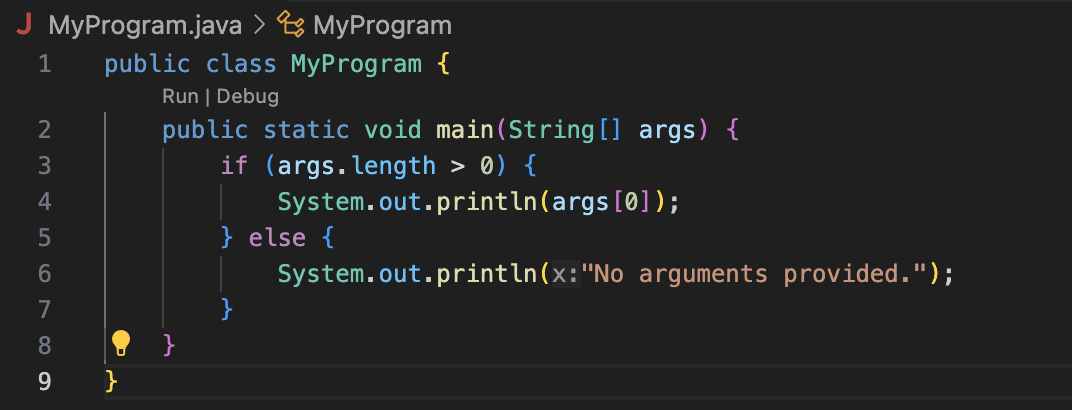 J MyProgram.java > MyProgram
1 public class MyProgram {
Run | Debug
2 public static void main(String[] args) {
3 if (args.length > 0) {
4 System.out.println(args[0]);
5 } else {
6 System.out.println(x:"No arguments provided.");
7 }
8 }
9 }